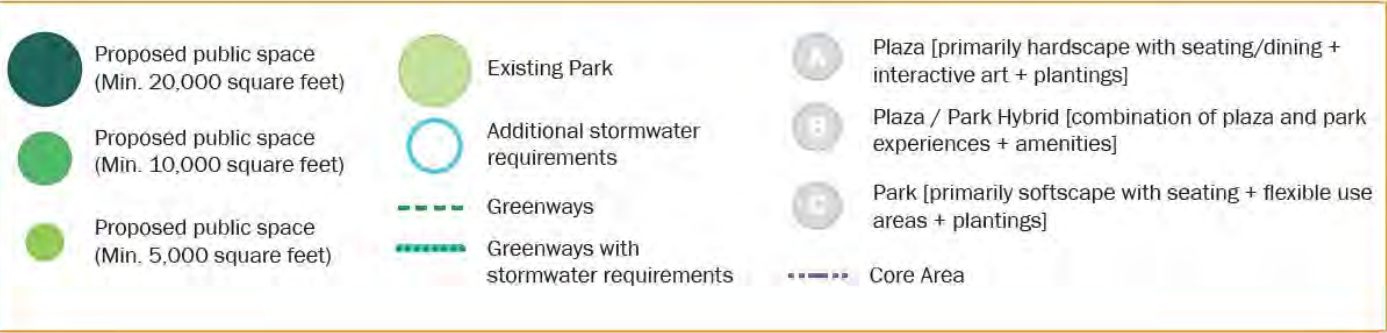 Proposed public space
(Min. 20,000 square feet)
Proposed public space
(Min. 10,000 square feet)
Proposed public space
(Min. 5,000 square feet)
Existing Park
Additional stormwater
requirements
Greenways
Greenways with
stormwater requirements
A
Plaza [primarily hardscape with seating/dining +
interactive art + plantings]
B
Plaza / Park Hybrid [combination of plaza and park
experiences + amenities]
C
Park [primarily softscape with seating + flexible use
areas + plantings]
Core Area